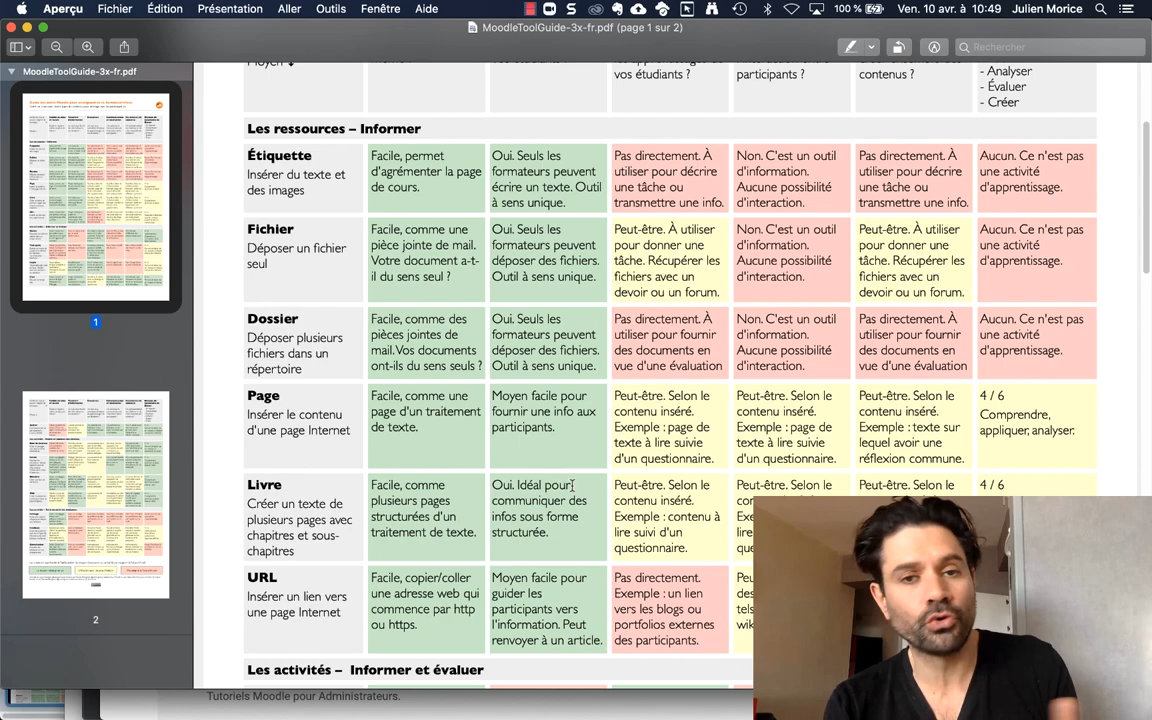 Aperçu Fichier Édition Présentation Aller Outils Fenêtre Aide 100 % Ven. 10 avr. à 10:49 Julien Morice
MoodleToolGuide-3x-fr.pdf (page 1 sur 2)
Rechercher
MoodleToolGuide-3x-fr.pdf
1
2
vos étudiants ?
participants ?
contenus ?
- Analyser
- Évaluer
- Créer
Les ressources – Informer
Étiquette
Insérer du texte et
des images
Facile, permet
d'agrémenter la page
de cours.
Oui. Seuls les
formateurs peuvent
écrire un texte. Outil
à sens unique.
Pas directement. À
utiliser pour décrire
une tâche ou
transmettre une info.
Non. C'est un outil
d'information.
Aucune possibilité
d'interaction.
Pas directement. À
utiliser pour décrire
une tâche ou
transmettre une info.
Aucun. Ce n'est pas
une activité
d'apprentissage.
Fichier
Déposer un fichier
seul
Facile, comme une
pièce jointe de mail.
Votre document a-t-
il du sens seul ?
Oui. Seuls les
formateurs peuvent
déposer des fichiers.
Outil à sens unique.
Peut-être. À utiliser
pour donner une
tâche. Récupérer les
fichiers avec un
devoir ou un forum.
Non. C'est un outil
d'information.
Aucune possibilité
d'interaction.
Peut-être. À utiliser
pour donner une
tâche. Récupérer les
fichiers avec un
devoir ou un forum.
Aucun. Ce n'est pas
une activité
d'apprentissage.
Dossier
Déposer plusieurs
fichiers dans un
répertoire
Facile, comme des
pièces jointes de
mail. Vos documents
ont-ils du sens seuls ?
Oui. Seuls les
formateurs peuvent
déposer des fichiers.
Outil à sens unique.
Pas directement. À
utiliser pour fournir
des documents en
vue d'une évaluation
Non. C'est un outil
d'information.
Aucune possibilité
d'interaction.
Pas directement. À
utiliser pour fournir
des documents en
vue d'une évaluation
Aucun. Ce n'est pas
une activité
d'apprentissage.
Page
Insérer le contenu
d'une page Internet
Facile, comme une
page d'un traitement
de texte.
Moyen facile pour
fournir une info aux
participants.
Peut-être. Selon le
contenu inséré.
Exemple : page de
texte à lire suivie
d'un questionnaire.
Peut-être. Selon le
contenu inséré.
Exemple : page de
texte à lire suivie
d'un questionnaire.
Peut-être. Selon le
contenu inséré.
Exemple : texte sur
lequel avoir une
réflexion commune.
4 / 6
Comprendre,
appliquer, analyser.
Livre
Créer un texte de
plusieurs pages avec
chapitres et sous-
chapitres
Facile, comme
plusieurs pages
structurées d'un
traitement de texte.
Oui. Idéal pour
communiquer des
infos sous forme
structurée.
Peut-être. Selon le
contenu inséré.
Exemple : contenu à
lire suivi d'un
questionnaire.
Peut-être. Selon le
Peut-être. Selon le
4 / 6
URL
Insérer un lien vers
une page Internet
Facile, copier/coller
une adresse web qui
commence par http
ou https.
Moyen facile pour
guider les
participants vers
l'information. Peut
renvoyer à un article.
Pas directement.
Exemple : un lien
vers les blogs ou
portfolios externes
des participants.
Les activités – Informer et évaluer
Tutoriels Moodle pour Administrateurs.